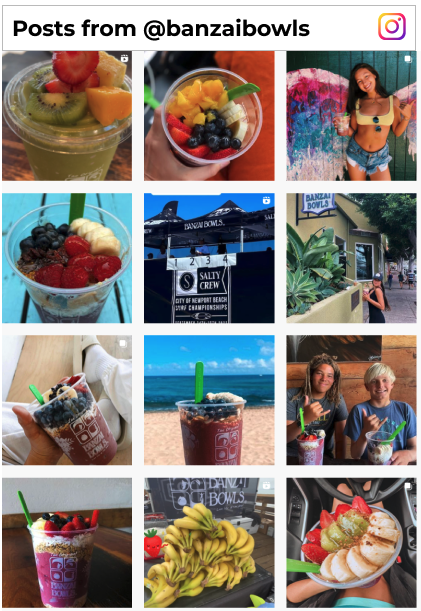 Posts from @banzaibowls
BANZAI BOWLS
1 2 3 4
S
SALTY
CREW
CITY OF NEWPORT BEACH
SURF CHAMPIONSHIPS
BANZAI
BOWLS
BANZAI
BOWLS